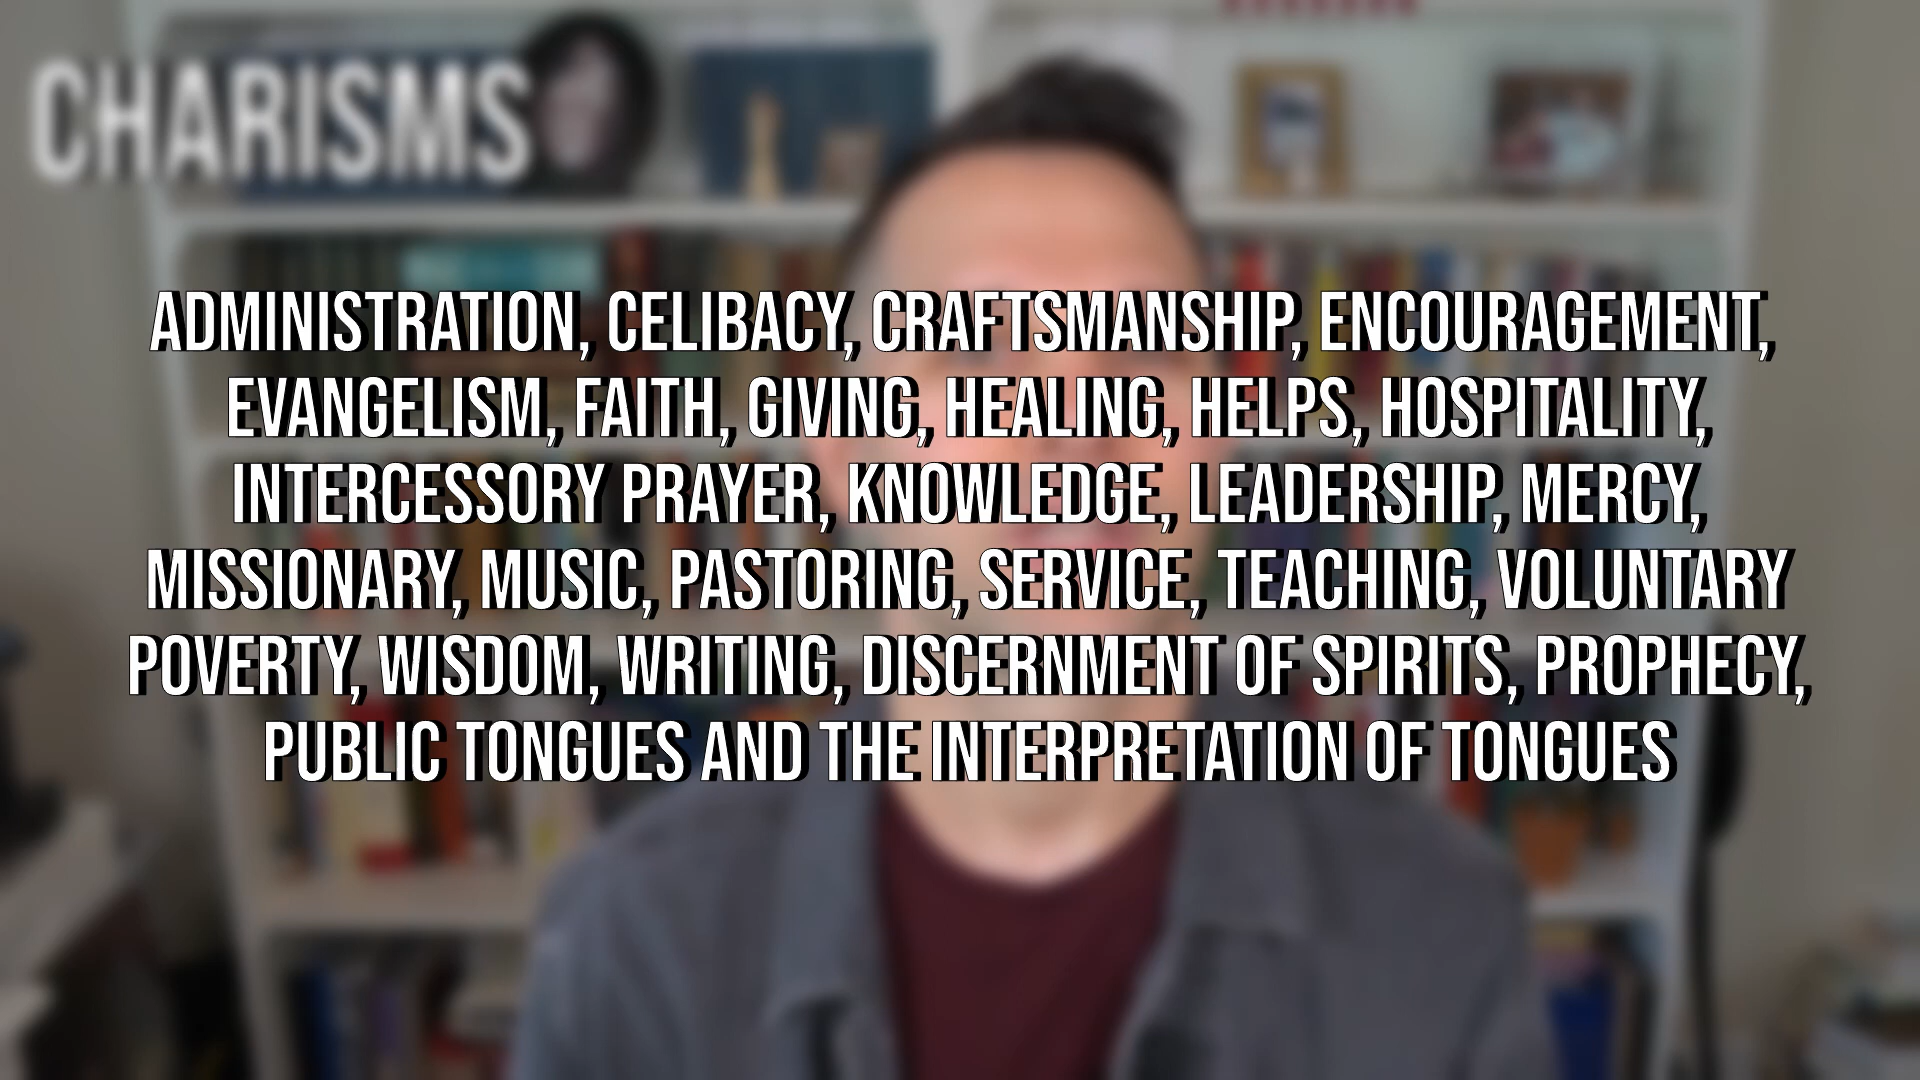 CHARISMS
ADMINISTRATION, CELIBACY, CRAFTSMANSHIP, ENCOURAGEMENT,
EVANGELISM, FAITH, GIVING, HEALING, HELPS, HOSPITALITY,
INTERCESSORY PRAYER, KNOWLEDGE, LEADERSHIP, MERCY,
MISSIONARY, MUSIC, PASTORING, SERVICE, TEACHING, VOLUNTARY
POVERTY, WISDOM, WRITING, DISCERNMENT OF SPIRITS, PROPHECY,
PUBLIC TONGUES AND THE INTERPRETATION OF TONGUES